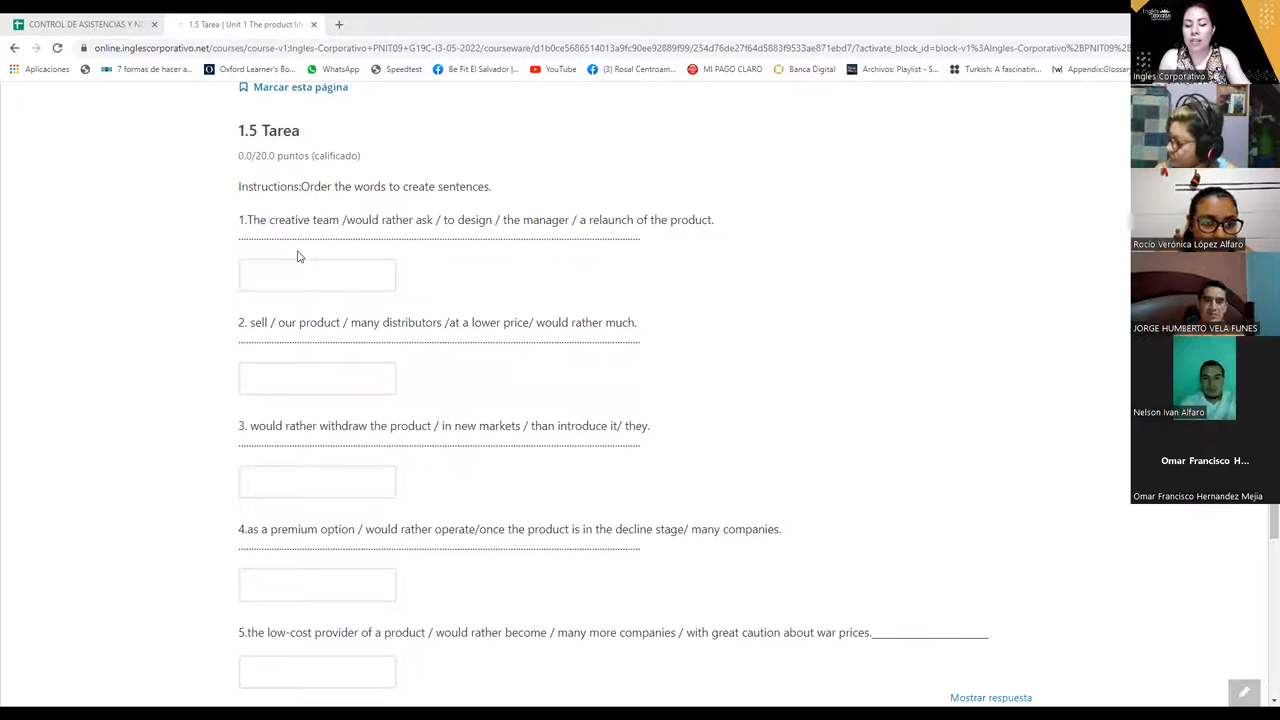 CONTROL DE ASISTENCIAS Y NO
1.5 Tarea | Unit 1 The product life
online.inglescorporativo.net/courses/course-v1:Ingles-Corporativo+PNIT09+G19C-I3-05-2022/courseware/d1b0ce5686514013a9fc90ee92889f99/254d76de27f64d5883f9533ae871ebd7/?activate_block_id=block-v1%3AIngles-Corporativo%2BPNIT09%2B
Aplicaciones
7 formas de hacer a...
Oxford Learner's Bo...
WhatsApp
Speedtest
Be Fit El Salvador |...
YouTube
(3) Rosal Centroam...
MI PAGO CLARO
Banca Digital
Archivos: Playlist - S...
Turkish: A fascinatin...
Appendix:Glossary
Marcar esta página
1.5 Tarea
0.0/20.0 puntos (calificado)
Instructions:Order the words to create sentences.
1.The creative team /would rather ask / to design / the manager / a relaunch of the product.
2. sell / our product / many distributors /at a lower price/ would rather much.
3. would rather withdraw the product / in new markets / than introduce it/ they.
4.as a premium option / would rather operate/once the product is in the decline stage/ many companies.
5.the low-cost provider of a product / would rather become / many more companies / with great caution about war prices.____________________
Mostrar respuesta
Inglés
Corporativo
Ingles Corporativo
Rocío Verónica López Alfaro
JORGE HUMBERTO VELA FUNES
Nelson Ivan Alfaro
Omar Francisco H...
Omar Francisco Hernandez Mejia